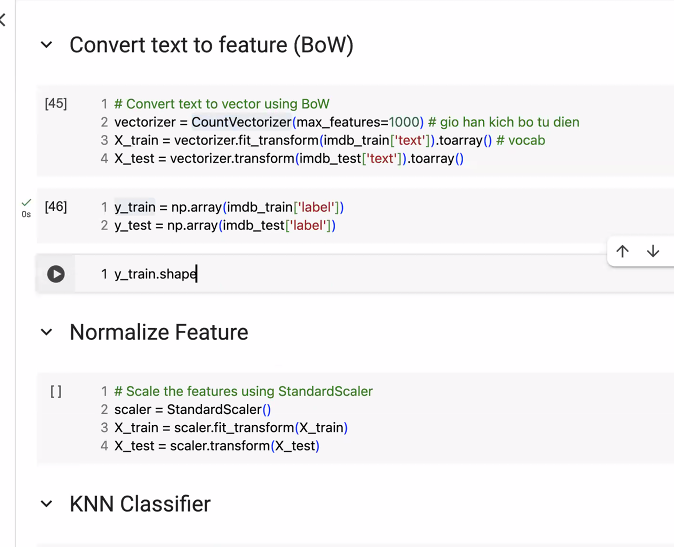 Convert text to feature (BoW)
[45]
1 # Convert text to vector using BoW
2 vectorizer = CountVectorizer(max_features=1000) # gio han kich bo tu dien
3 X_train = vectorizer.fit_transform(imdb_train['text']).toarray() # vocab
4 X_test = vectorizer.transform(imdb_test['text']).toarray()
[46]
0s
1 y_train = np.array(imdb_train['label'])
2 y_test = np.array(imdb_test['label'])
1 y_train.shape
Normalize Feature
[ ]
1 # Scale the features using StandardScaler
2 scaler = StandardScaler()
3 X_train = scaler.fit_transform(X_train)
4 X_test = scaler.transform(X_test)
KNN Classifier